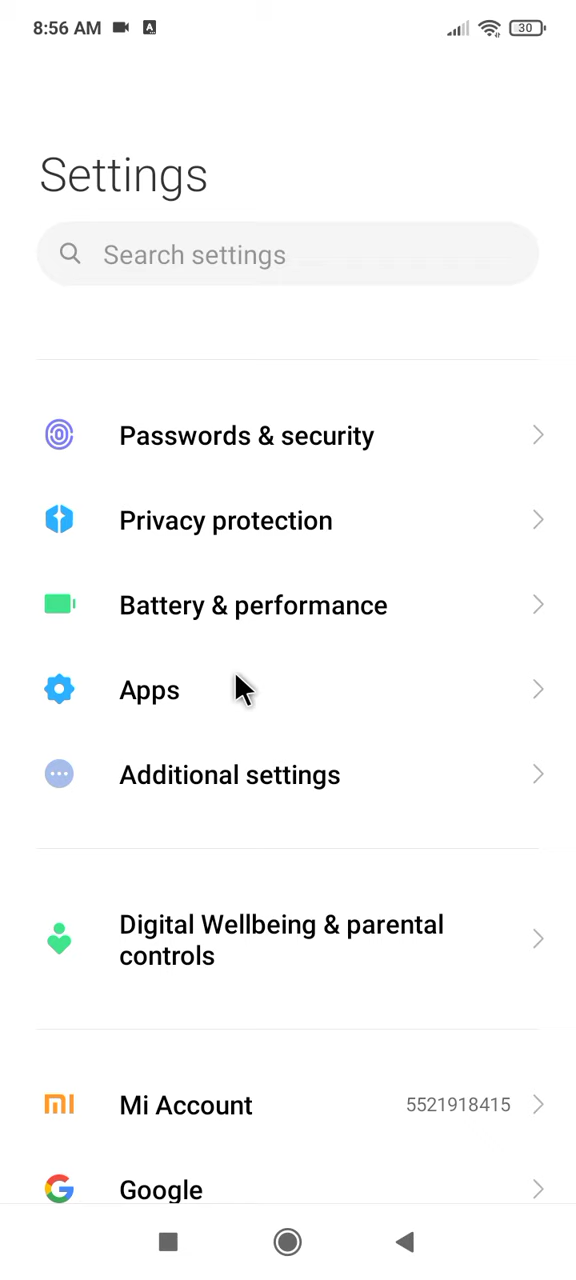 8:56 AM A 30
Settings
Search settings
Passwords & security
Privacy protection
Battery & performance
Apps
Additional settings
Digital Wellbeing & parental
controls
Mi Account 5521918415
Google